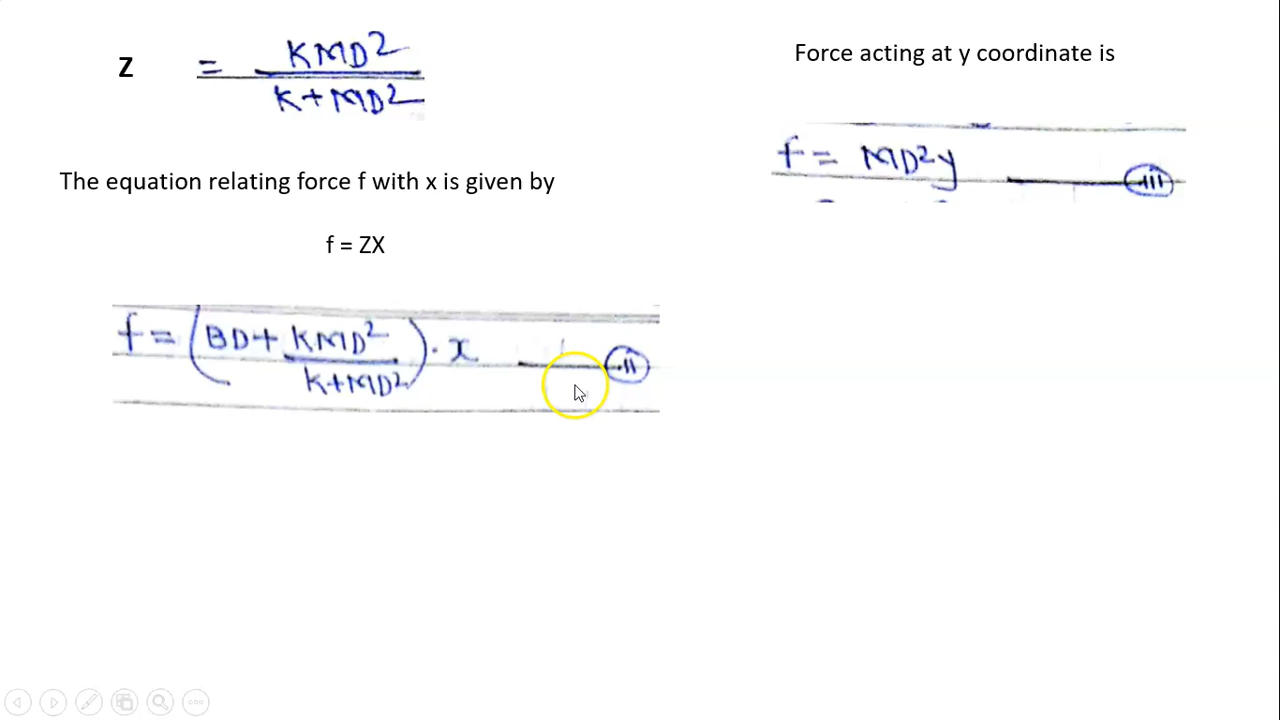 Z = KMD²
K+MD²
The equation relating force f with x is given by
f = ZX
f = (BD+ KMD² / K+MD²) · x —— (ii)
Force acting at y coordinate is
f = MD²y —— (iii)